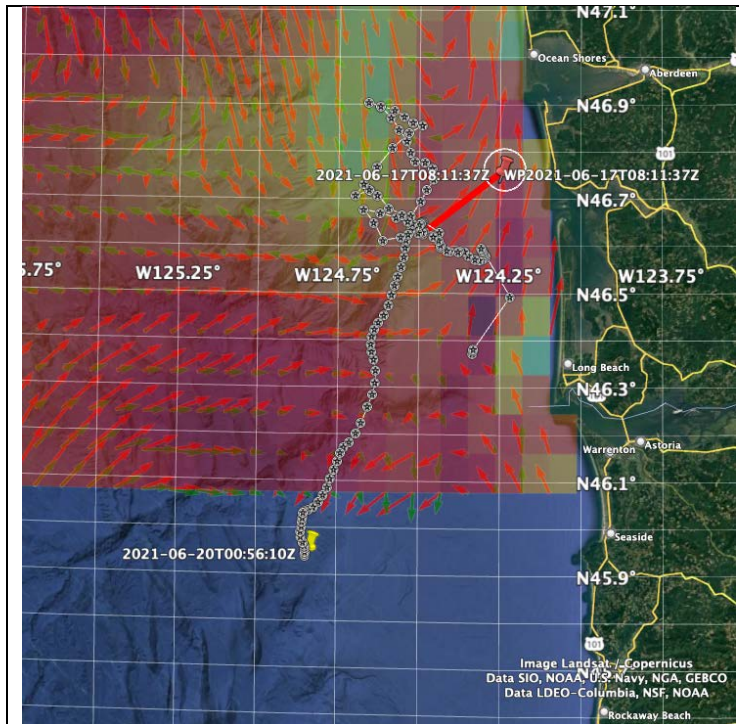 N47.1°
Ocean Shores
Aberdeen
N46.9°
101
2021-06-17T08:11:37Z WP2021-06-17T08:11:37Z
N46.7°
5.75° W125.25° W124.75° W124.25° W123.75°
N46.5°
Long Beach
N46.3°
Warrenton
Astoria
N46.1°
Seaside
2021-06-20T00:56:10Z
N45.9°
101
Image Landsat / Copernicus
Data SIO, NOAA, U.S. Navy, NGA, GEBCO
Data LDEO-Columbia, NSF, NOAA
Rockaway Beach